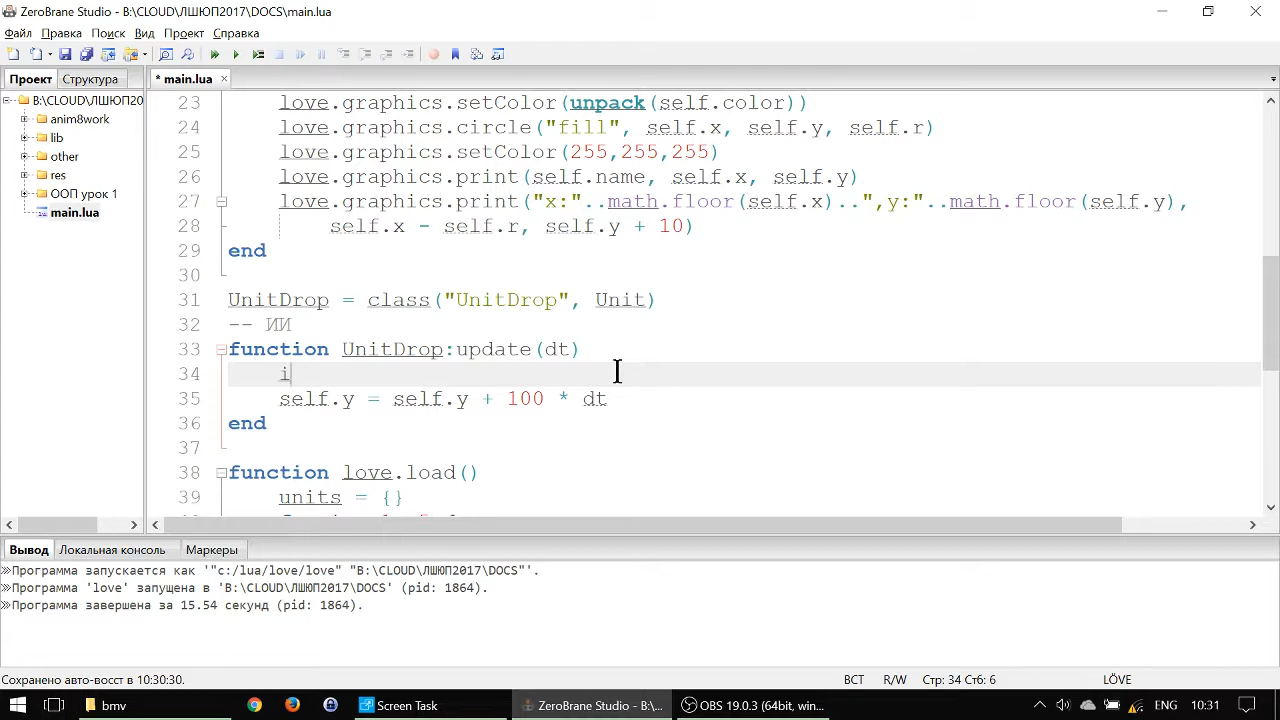 ZeroBrane Studio - B:\CLOUD\ЛШЮП2017\DOCS\main.lua
Файл Правка Поиск Вид Проект Справка
Проект Структура
B:\CLOUD\ЛШЮП20
anim8work
lib
other
res
ООП урок 1
main.lua
* main.lua
23 love.graphics.setColor(unpack(self.color))
24 love.graphics.circle("fill", self.x, self.y, self.r)
25 love.graphics.setColor(255,255,255)
26 love.graphics.print(self.name, self.x, self.y)
27 love.graphics.print("x:"..math.floor(self.x)..",y:"..math.floor(self.y),
28 self.x - self.r, self.y + 10)
29 end
30
31 UnitDrop = class("UnitDrop", Unit)
32 -- ИИ
33 function UnitDrop:update(dt)
34 i
35 self.y = self.y + 100 * dt
36 end
37
38 function love.load()
39 units = {}
Вывод Локальная консоль Маркеры
Программа запускается как '"c:/lua/love/love" "B:\CLOUD\ЛШЮП2017\DOCS"'.
Программа 'love' запущена в 'B:\CLOUD\ЛШЮП2017\DOCS' (pid: 1864).
Программа завершена за 15.54 секунд (pid: 1864).
Сохранено авто-восст в 10:30:30. ВСТ R/W Стр: 34 Стб: 6 LÖVE
bmv Screen Task ZeroBrane Studio - B:\... OBS 19.0.3 (64bit, win... ENG 10:31